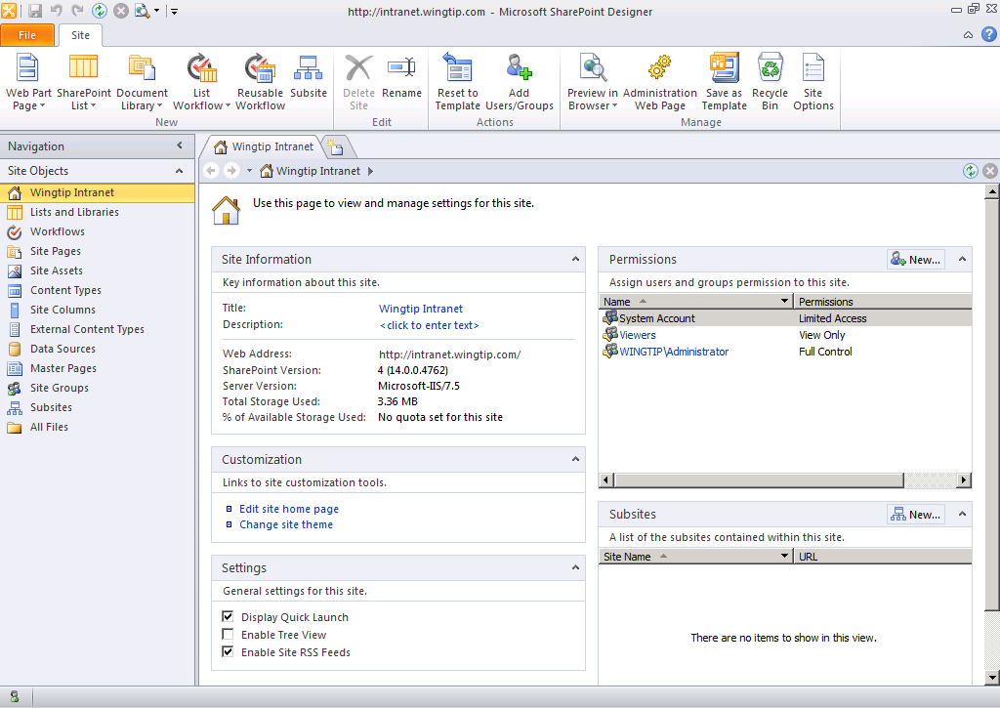 http://intranet.wingtip.com - Microsoft SharePoint Designer
File
Site
Web Part Page
SharePoint List
Document Library
List Workflow
Reusable Workflow
Subsite
Delete Site
Rename
Reset to Template
Add Users/Groups
Preview in Browser
Administration Web Page
Save as Template
Recycle Bin
Site Options
New
Edit
Actions
Manage
Navigation
Site Objects
Wingtip Intranet
Lists and Libraries
Workflows
Site Pages
Site Assets
Content Types
Site Columns
External Content Types
Data Sources
Master Pages
Site Groups
Subsites
All Files
Wingtip Intranet
Wingtip Intranet
Use this page to view and manage settings for this site.
Site Information
Key information about this site.
Title: Wingtip Intranet
Description: <click to enter text>
Web Address: http://intranet.wingtip.com/
SharePoint Version: 4 (14.0.0.4762)
Server Version: Microsoft-IIS/7.5
Total Storage Used: 3.36 MB
% of Available Storage Used: No quota set for this site
Customization
Links to site customization tools.
Edit site home page
Change site theme
Settings
General settings for this site.
Display Quick Launch
Enable Tree View
Enable Site RSS Feeds
Permissions
New...
Assign users and groups permission to this site.
Name Permissions
System Account Limited Access
Viewers View Only
WINGTIP\Administrator Full Control
Subsites
New...
A list of the subsites contained within this site.
Site Name URL
There are no items to show in this view.